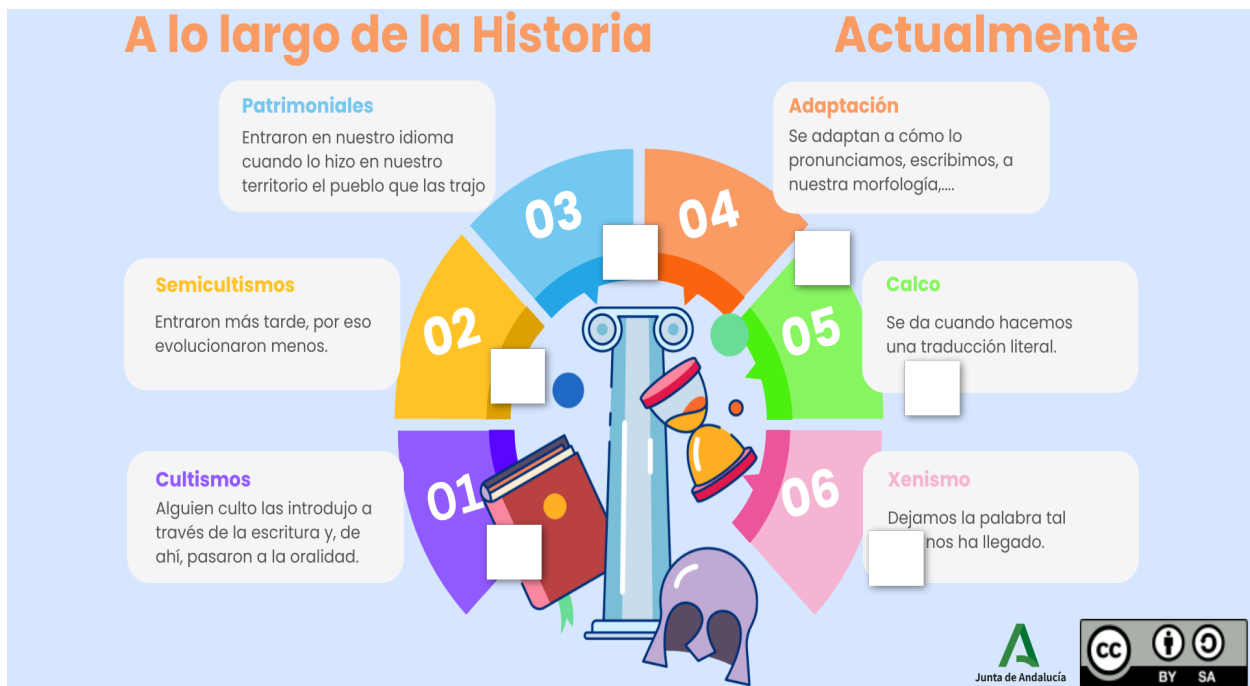 A lo largo de la Historia
Actualmente
Patrimoniales
Entraron en nuestro idioma
cuando lo hizo en nuestro
territorio el pueblo que las trajo
Adaptación
Se adaptan a cómo lo
pronunciamos, escribimos, a
nuestra morfología,....
03
04
Semicultismos
Entraron más tarde, por eso
evolucionaron menos.
02
05
Calco
Se da cuando hacemos
una traducción literal.
Cultismos
Alguien culto las introdujo a
través de la escritura y, de
ahí, pasaron a la oralidad.
01
06
Xenismo
Dejamos la palabra tal
nos ha llegado.
Junta de Andalucía
cc
BY SA